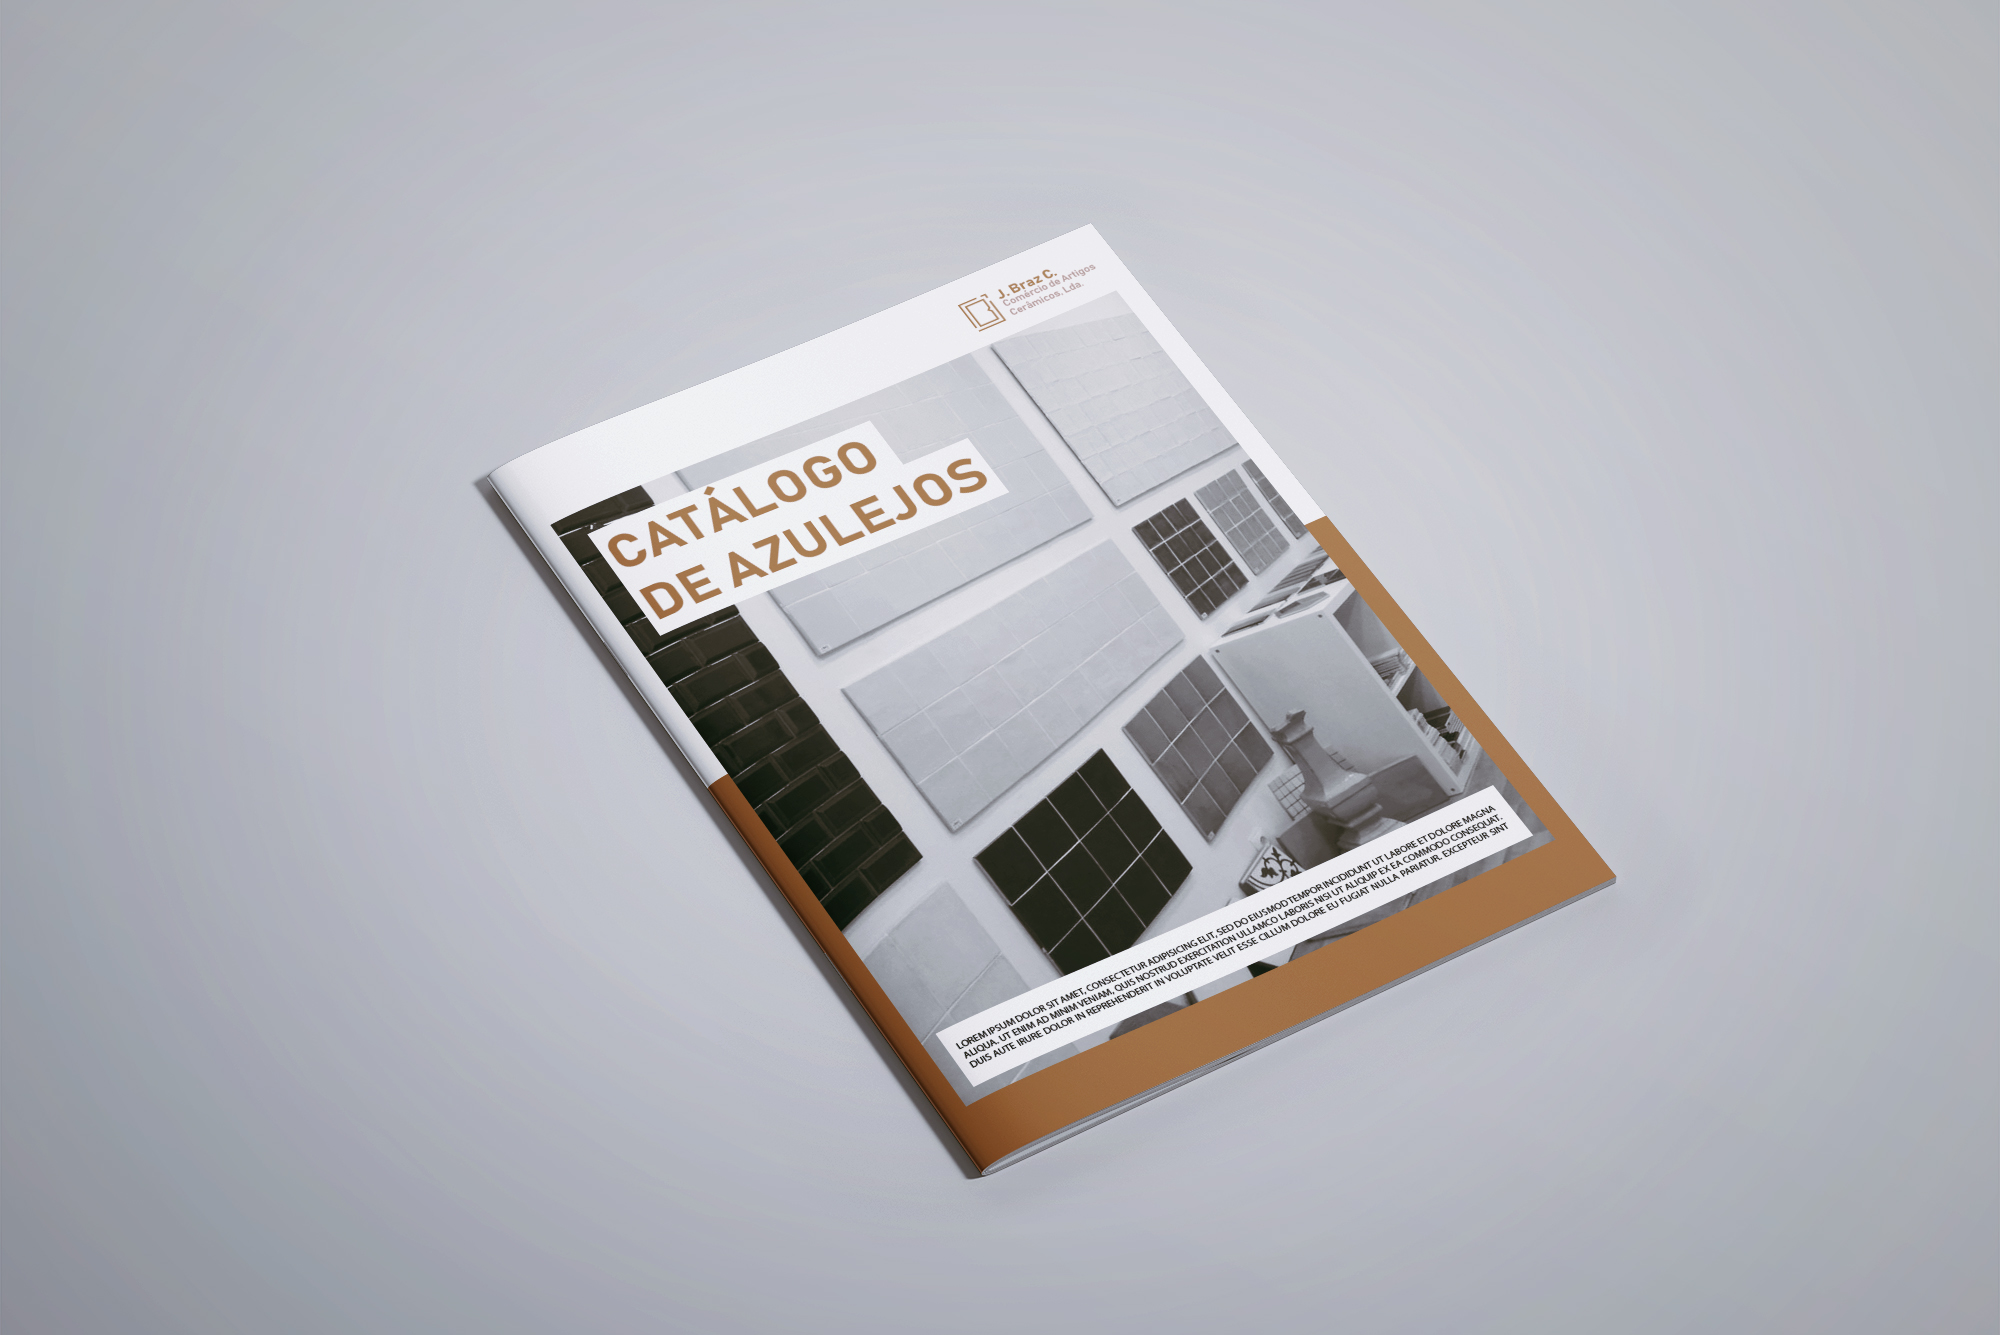 J. Braz C.
Comércio de Artigos
Cerâmicos, Lda.
CATÁLOGO
DE AZULEJOS
LOREM IPSUM DOLOR SIT AMET, CONSECTETUR ADIPISICING ELIT, SED DO EIUSMOD TEMPOR INCIDIDUNT UT LABORE ET DOLORE MAGNA
ALIQUA. UT ENIM AD MINIM VENIAM, QUIS NOSTRUD EXERCITATION ULLAMCO LABORIS NISI UT ALIQUIP EX EA COMMODO CONSEQUAT.
DUIS AUTE IRURE DOLOR IN REPREHENDERIT IN VOLUPTATE VELIT ESSE CILLUM DOLORE EU FUGIAT NULLA PARIATUR. EXCEPTEUR SINT